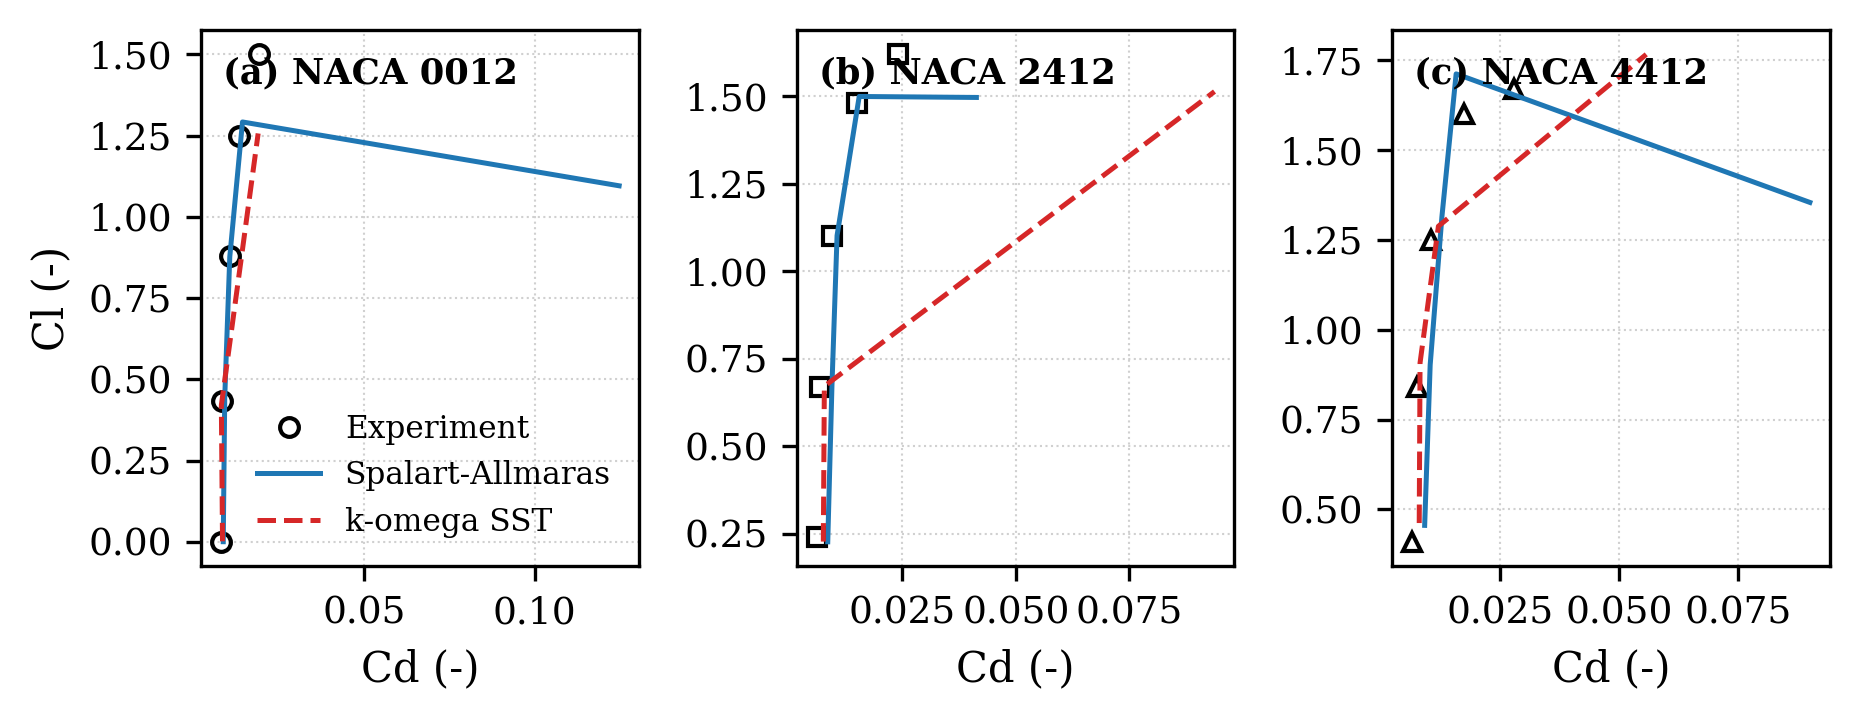 (a) NACA 0012
1.50
1.25
1.00
0.75
0.50
0.25
0.00
Cl (-)
Experiment
Spalart-Allmaras
k-omega SST
0.05 0.10
Cd (-)
(b) NACA 2412
1.50
1.25
1.00
0.75
0.50
0.25
0.025 0.050 0.075
Cd (-)
(c) NACA 4412
1.75
1.50
1.25
1.00
0.75
0.50
0.025 0.050 0.075
Cd (-)